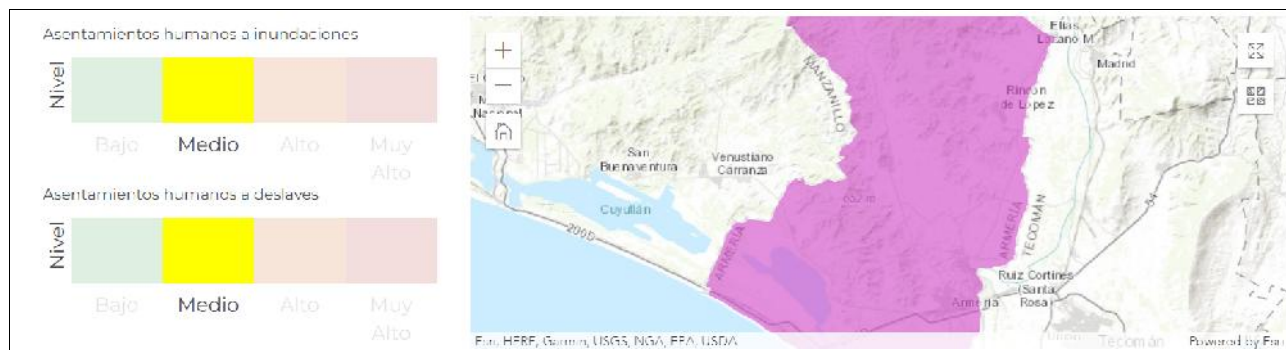 Asentamientos humanos a inundaciones
Nivel
Bajo
Medio
Alto
Muy
Alto
Asentamientos humanos a deslaves
Nivel
Bajo
Medio
Alto
Muy
Alto
+
−
Elías
Lozano M
Madrid
MANZANILLO
Rincón
de López
Nacional
San
Buenaventura
Venustiano
Carranza
Cuyutlán
200D
ARMERÍA
ARMERÍA
TECOMÁN
54
Ruiz Cortines
(Santa
Rosa)
Armería
Tecomán
Esri, HERE, Garmin, USGS, NGA, EPA, USDA
Powered by Esri